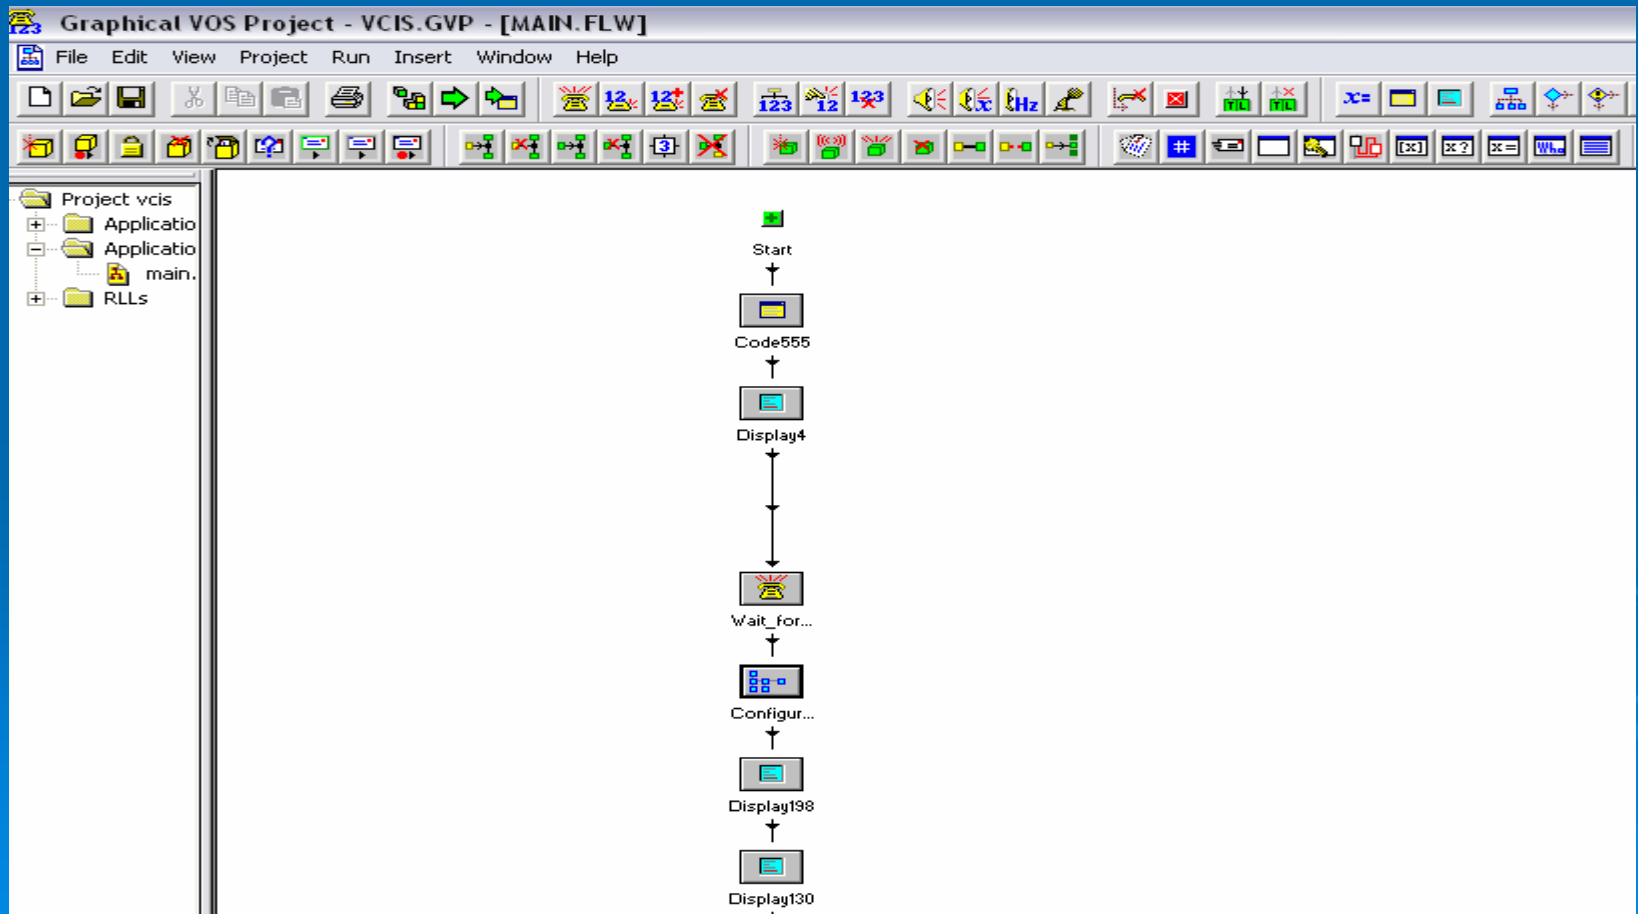 Graphical VOS Project - VCIS.GVP - [MAIN.FLW]
File Edit View Project Run Insert Window Help
Project vcis
Applicatio
Applicatio
main.
RLLs
Start
Code555
Display4
Wait_for...
Configur...
Display198
Display130